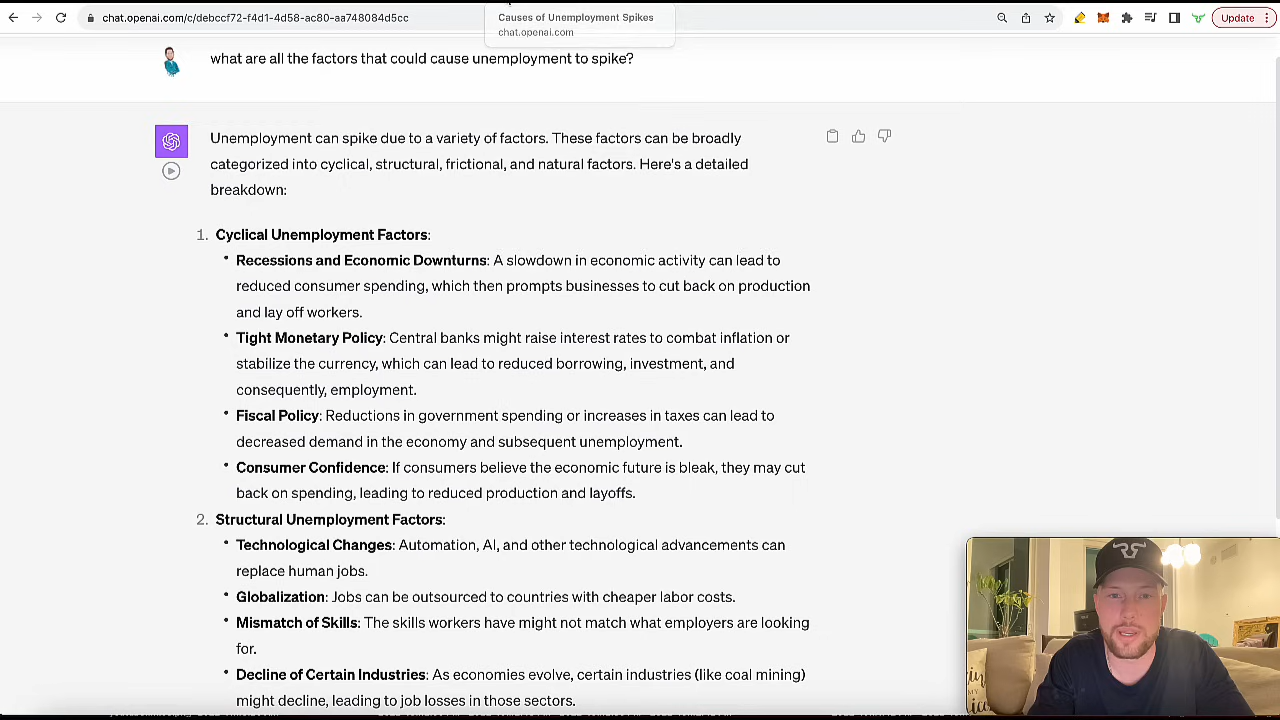 chat.openai.com/c/debccf72-f4d1-4d58-ac80-aa748084d5cc
Update
Causes of Unemployment Spikes
chat.openai.com
what are all the factors that could cause unemployment to spike?
Unemployment can spike due to a variety of factors. These factors can be broadly
categorized into cyclical, structural, frictional, and natural factors. Here's a detailed
breakdown:
1. Cyclical Unemployment Factors:
• Recessions and Economic Downturns: A slowdown in economic activity can lead to
reduced consumer spending, which then prompts businesses to cut back on production
and lay off workers.
• Tight Monetary Policy: Central banks might raise interest rates to combat inflation or
stabilize the currency, which can lead to reduced borrowing, investment, and
consequently, employment.
• Fiscal Policy: Reductions in government spending or increases in taxes can lead to
decreased demand in the economy and subsequent unemployment.
• Consumer Confidence: If consumers believe the economic future is bleak, they may cut
back on spending, leading to reduced production and layoffs.
2. Structural Unemployment Factors:
• Technological Changes: Automation, AI, and other technological advancements can
replace human jobs.
• Globalization: Jobs can be outsourced to countries with cheaper labor costs.
• Mismatch of Skills: The skills workers have might not match what employers are looking
for.
• Decline of Certain Industries: As economies evolve, certain industries (like coal mining)
might decline, leading to job losses in those sectors.